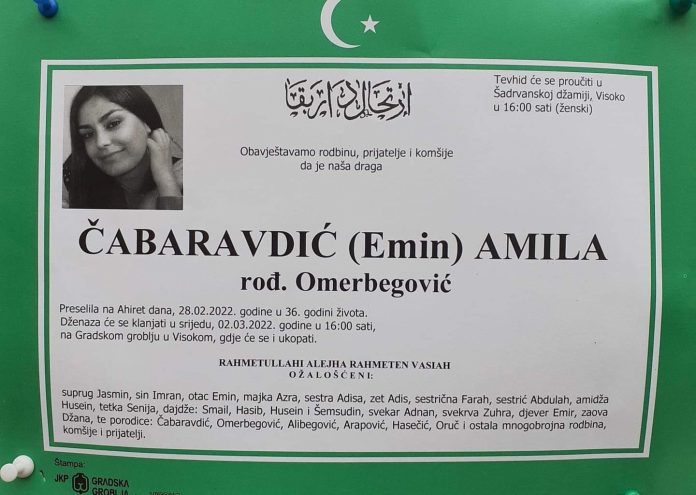 ارتحال دار بقا
Tevhid će se proučiti u
Šadrvanskoj džamiji, Visoko
u 16:00 sati (ženski)
Obavještavamo rodbinu, prijatelje i komšije
da je naša draga
ČABARAVDIĆ (Emin) AMILA
rođ. Omerbegović
Preselila na Ahiret dana, 28.02.2022. godine u 36. godini života.
Dženaza će se klanjati u srijedu, 02.03.2022. godine u 16:00 sati,
na Gradskom groblju u Visokom, gdje će se i ukopati.
RAHMETULLAHI ALEJHA RAHMETEN VASIAH
OŽALOŠĆENI:
suprug Jasmin, sin Imran, otac Emin, majka Azra, sestra Adisa, zet Adis, sestrična Farah, sestrić Abdulah, amidža
Husein, tetka Senija, dajdže: Smail, Hasib, Husein i Šemsudin, svekar Adnan, svekrva Zuhra, djever Emir, zaova
Džana, te porodice: Čabaravdić, Omerbegović, Alibegović, Arapović, Hasečić, Oruč i ostala mnogobrojna rodbina,
komšije i prijatelji.
Štampa:
JKP GRADSKA
GROBLJA